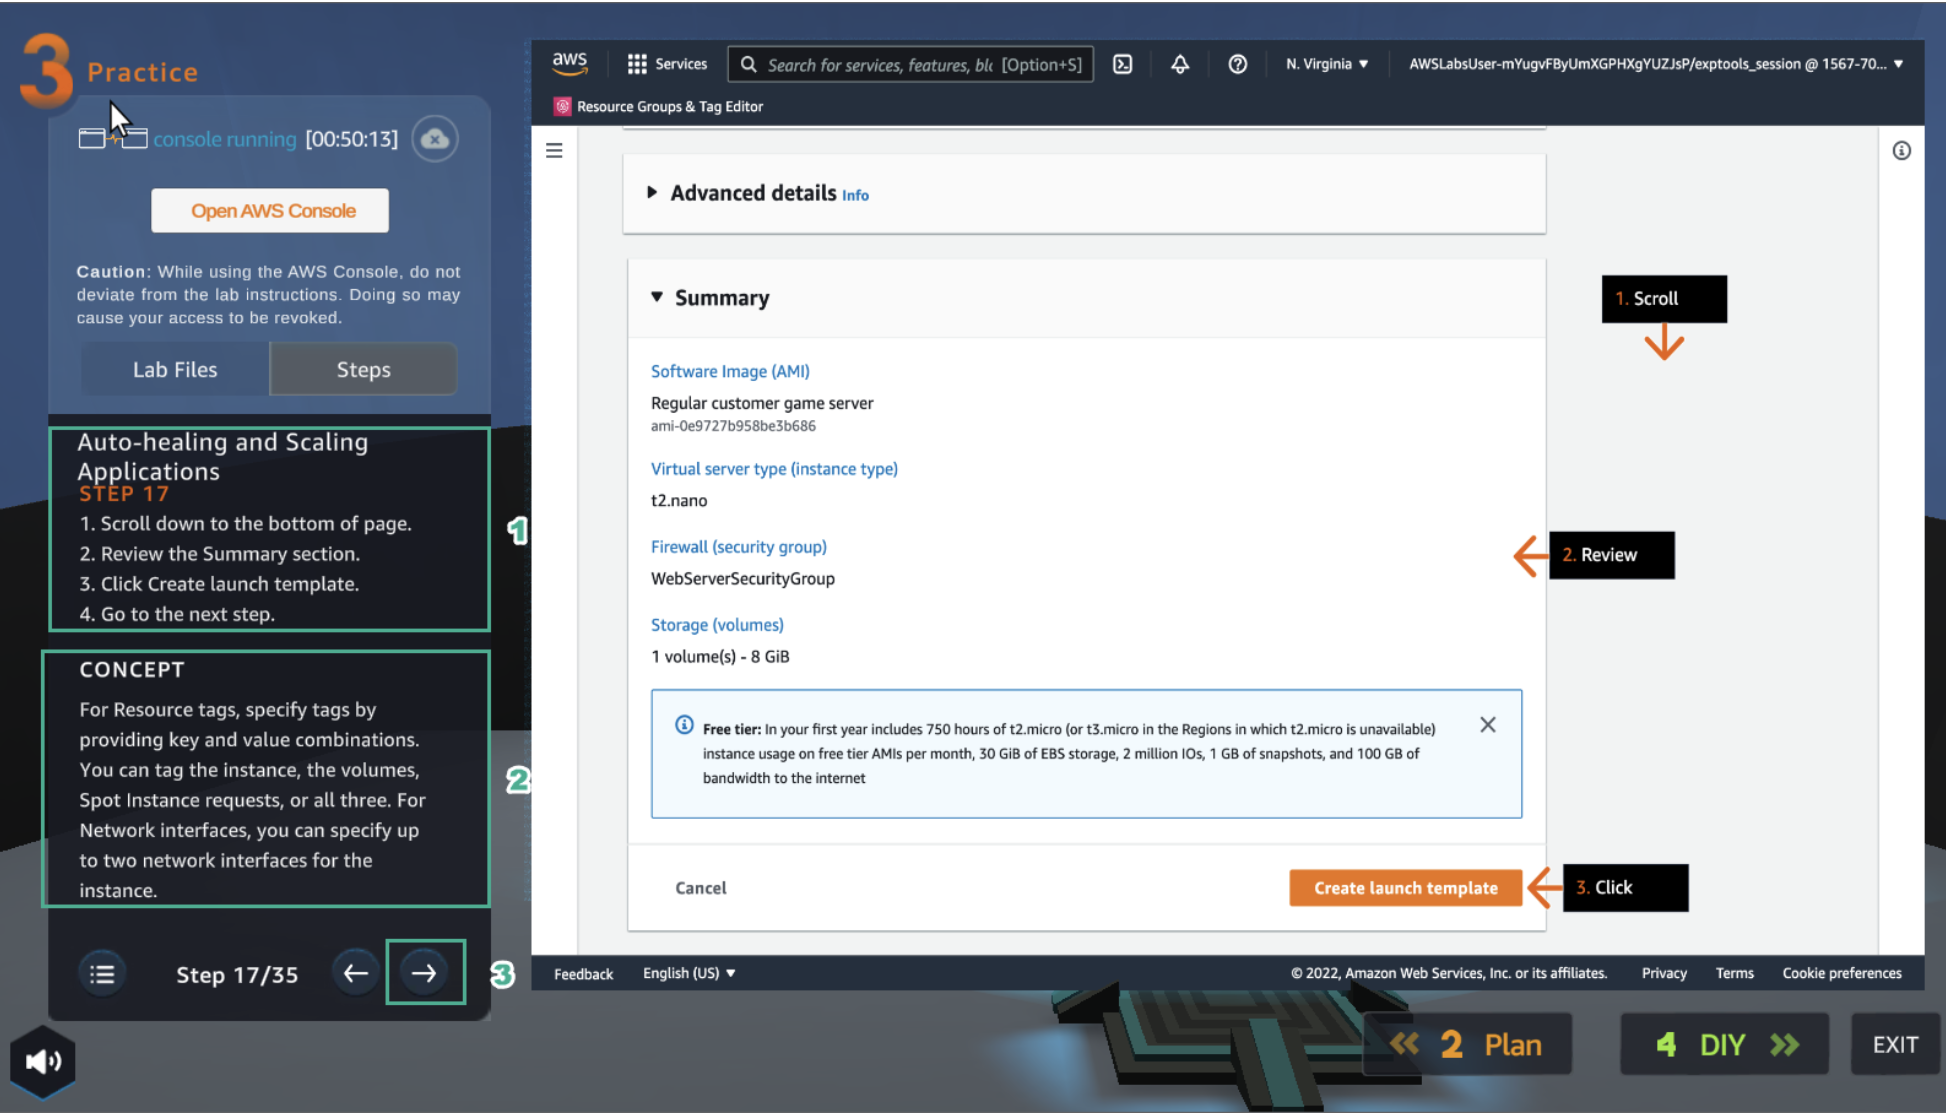 3 Practice
console running [00:50:13]
Open AWS Console
Caution: While using the AWS Console, do not
deviate from the lab instructions. Doing so may
cause your access to be revoked.
Lab Files
Steps
Auto-healing and Scaling
Applications
STEP 17
1. Scroll down to the bottom of page.
2. Review the Summary section.
3. Click Create launch template.
4. Go to the next step.
1
CONCEPT
For Resource tags, specify tags by
providing key and value combinations.
You can tag the instance, the volumes,
Spot Instance requests, or all three. For
Network interfaces, you can specify up
to two network interfaces for the
instance.
2
Step 17/35
3
aws
Services
Search for services, features, blo [Option+S]
N. Virginia
AWSLabsUser-mYugvFByUmXGPHXgYUZJsP/exptools_session @ 1567-70...
Resource Groups & Tag Editor
Advanced details Info
Summary
Software Image (AMI)
Regular customer game server
ami-0e9727b958be3b686
Virtual server type (instance type)
t2.nano
Firewall (security group)
WebServerSecurityGroup
Storage (volumes)
1 volume(s) - 8 GiB
Free tier: In your first year includes 750 hours of t2.micro (or t3.micro in the Regions in which t2.micro is unavailable)
instance usage on free tier AMIs per month, 30 GiB of EBS storage, 2 million IOs, 1 GB of snapshots, and 100 GB of
bandwidth to the internet
Cancel
Create launch template
1. Scroll
2. Review
3. Click
Feedback
English (US)
© 2022, Amazon Web Services, Inc. or its affiliates.
Privacy
Terms
Cookie preferences
2 Plan
4 DIY
EXIT